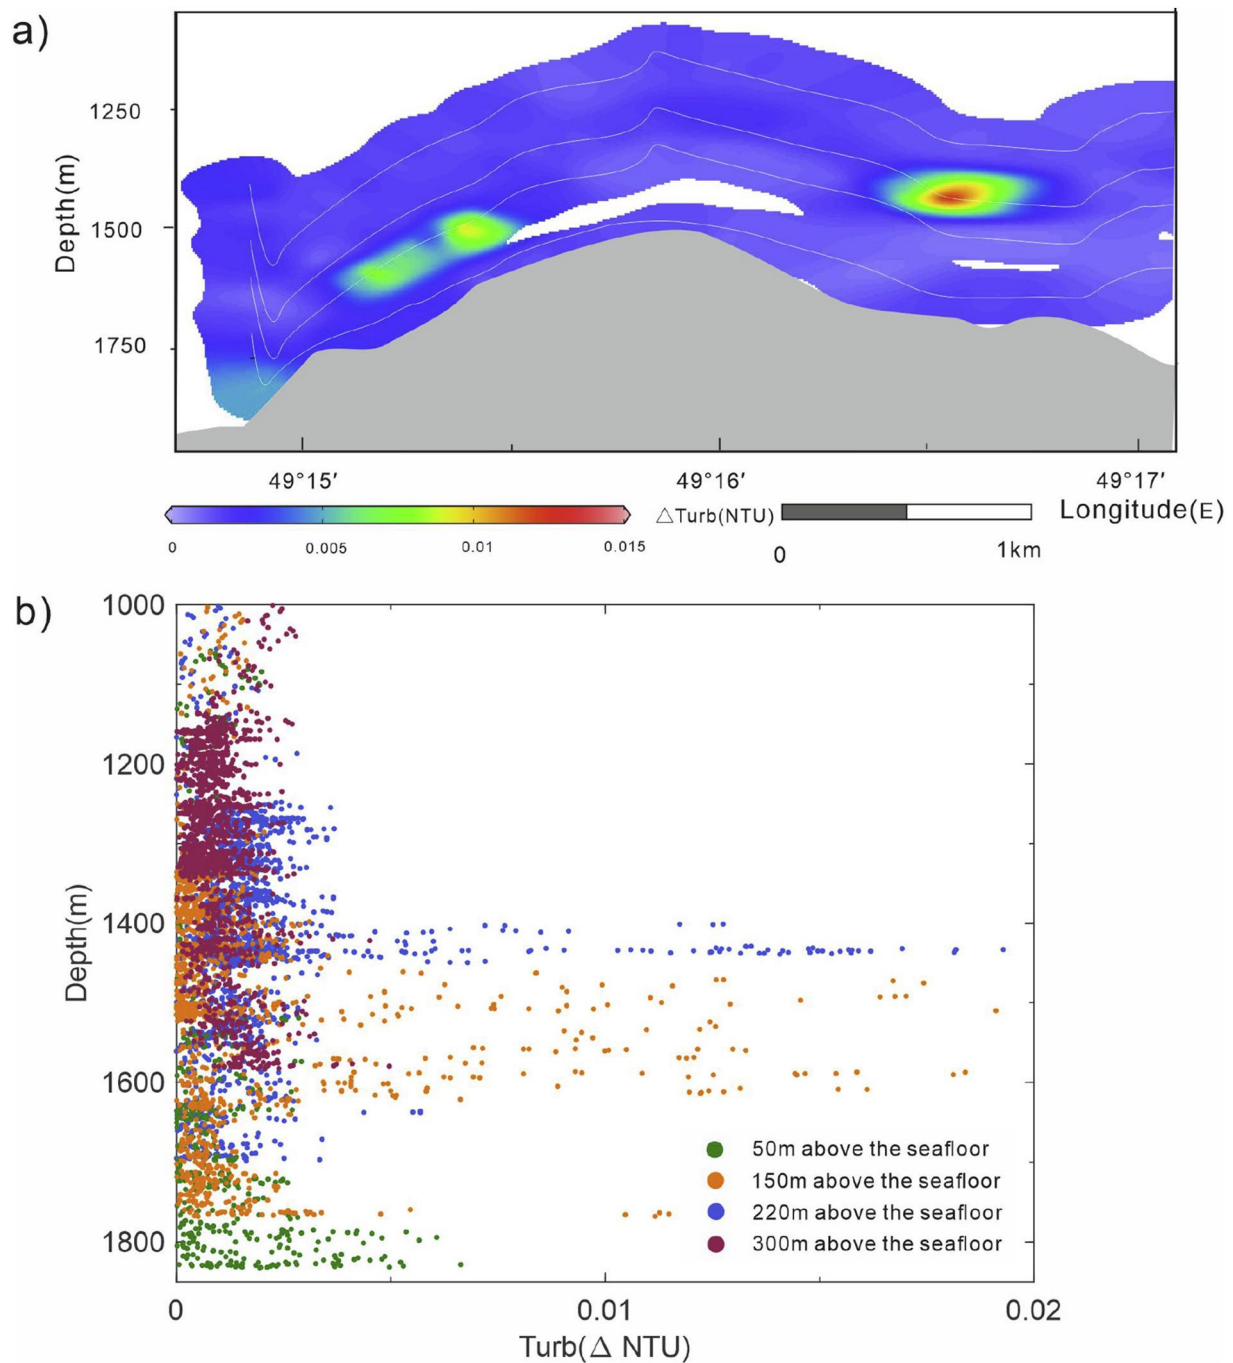 a)
1250
1500
1750
Depth(m)
49°15′
49°16′
49°17′
0
0.005
0.01
0.015
△Turb(NTU)
0
1km
Longitude(E)
b)
1000
1200
1400
1600
1800
Depth(m)
50m above the seafloor
150m above the seafloor
220m above the seafloor
300m above the seafloor
0
0.01
0.02
Turb(△ NTU)